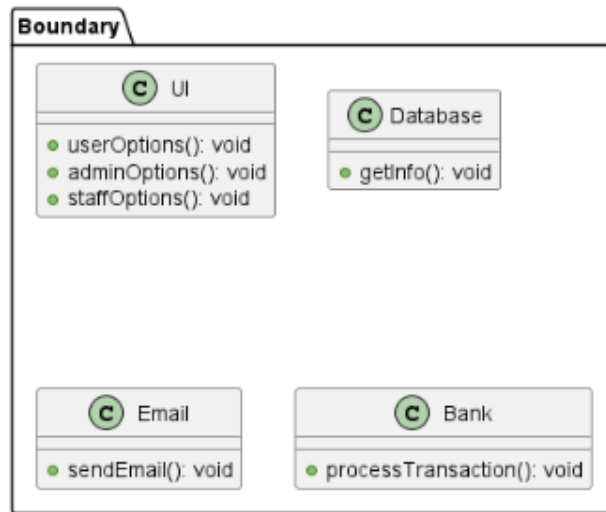 Boundary
C UI
userOptions(): void
adminOptions(): void
staffOptions(): void
C Database
getInfo(): void
C Email
sendEmail(): void
C Bank
processTransaction(): void